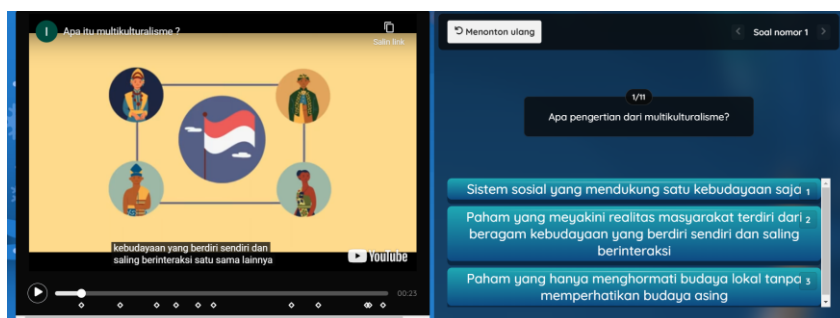 I
Apa itu multikulturalisme ?
Salin link
kebudayaan yang berdiri sendiri dan
saling berinteraksi satu sama lainnya
YouTube
00:23
Menonton ulang
Soal nomor 1
1/11
Apa pengertian dari multikulturalisme?
Sistem sosial yang mendukung satu kebudayaan saja 1
Paham yang meyakini realitas masyarakat terdiri dari 2
beragam kebudayaan yang berdiri sendiri dan saling
berinteraksi
Paham yang hanya menghormati budaya lokal tanpa 3
memperhatikan budaya asing